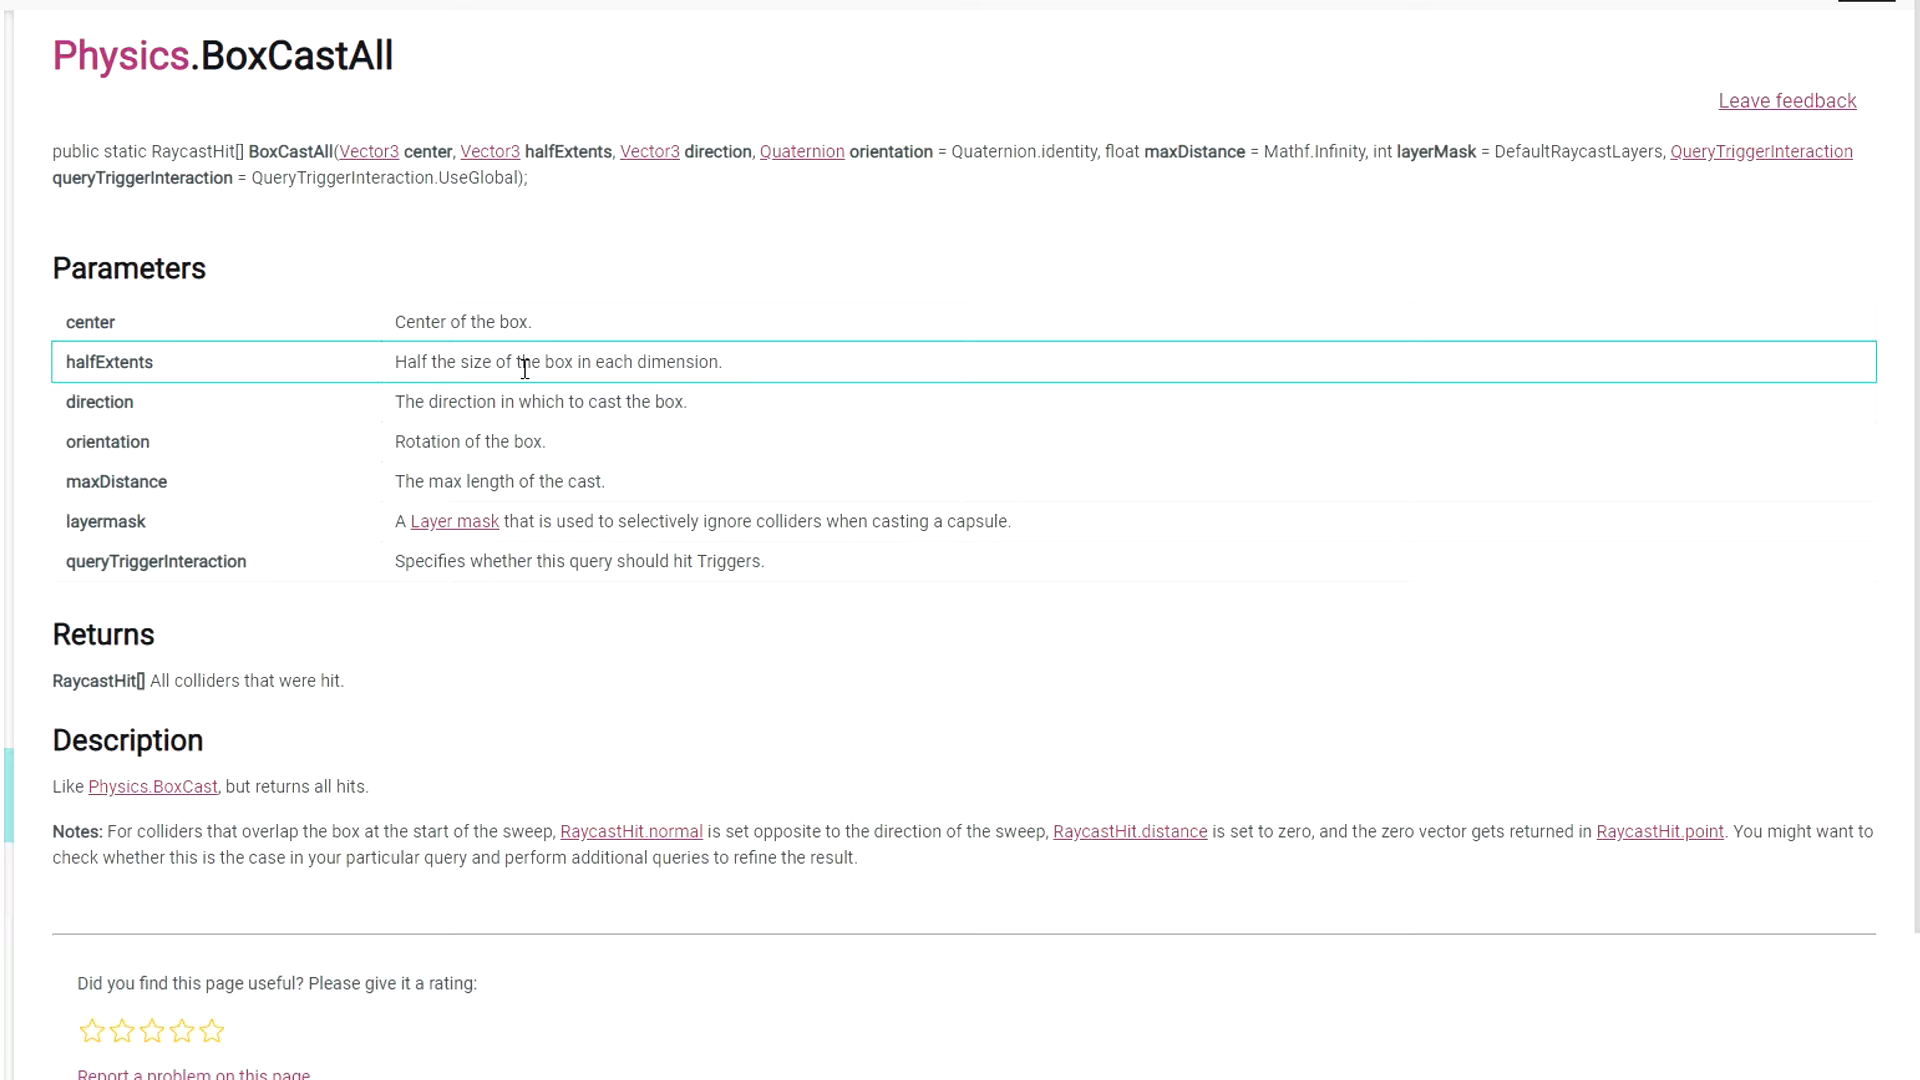 Physics.BoxCastAll
Leave feedback
public static RaycastHit[] BoxCastAll(Vector3 center, Vector3 halfExtents, Vector3 direction, Quaternion orientation = Quaternion.identity, float maxDistance = Mathf.Infinity, int layerMask = DefaultRaycastLayers, QueryTriggerInteraction
queryTriggerInteraction = QueryTriggerInteraction.UseGlobal);
Parameters
center Center of the box.
halfExtents Half the size of the box in each dimension.
direction The direction in which to cast the box.
orientation Rotation of the box.
maxDistance The max length of the cast.
layermask A Layer mask that is used to selectively ignore colliders when casting a capsule.
queryTriggerInteraction Specifies whether this query should hit Triggers.
Returns
RaycastHit[] All colliders that were hit.
Description
Like Physics.BoxCast, but returns all hits.
Notes: For colliders that overlap the box at the start of the sweep, RaycastHit.normal is set opposite to the direction of the sweep, RaycastHit.distance is set to zero, and the zero vector gets returned in RaycastHit.point. You might want to
check whether this is the case in your particular query and perform additional queries to refine the result.
Did you find this page useful? Please give it a rating:
Report a problem on this page